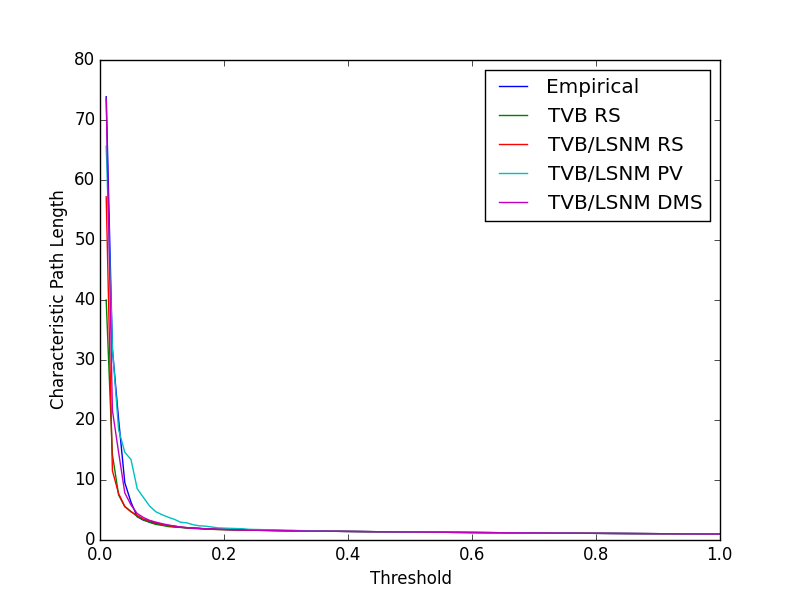 80
70
60
50
40
30
20
10
0
Characteristic Path Length
Empirical
TVB RS
TVB/LSNM RS
TVB/LSNM PV
TVB/LSNM DMS
0.0 0.2 0.4 0.6 0.8 1.0
Threshold